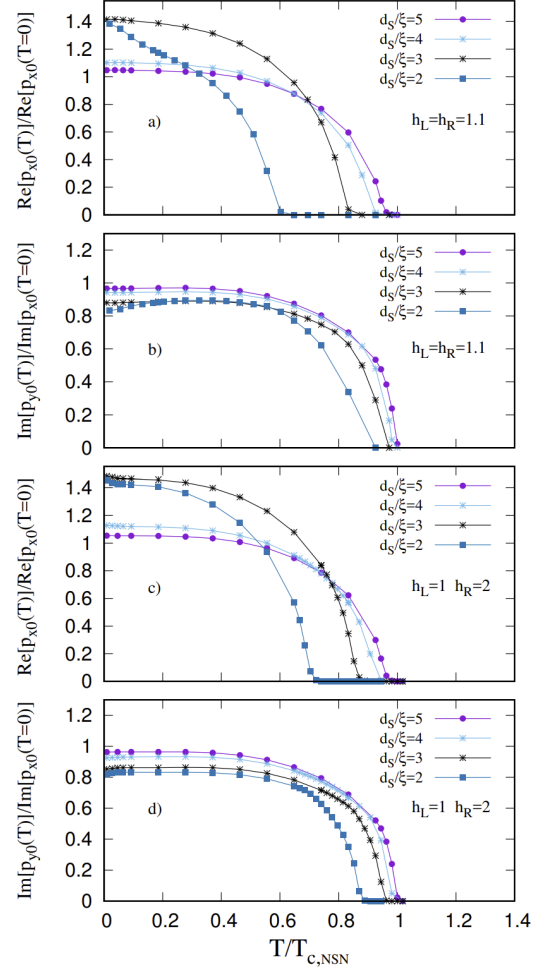 Re[p_x0(T)]/Re[p_x0(T=0)]
1.4
1.2
1
0.8
0.6
0.4
0.2
0
d_S/ξ=5
d_S/ξ=4
d_S/ξ=3
d_S/ξ=2
a)
h_L=h_R=1.1
Im[p_y0(T)]/Im[p_x0(T=0)]
1.2
1
0.8
0.6
0.4
0.2
0
d_S/ξ=5
d_S/ξ=4
d_S/ξ=3
d_S/ξ=2
b)
h_L=h_R=1.1
Re[p_x0(T)]/Re[p_x0(T=0)]
1.4
1.2
1
0.8
0.6
0.4
0.2
0
d_S/ξ=5
d_S/ξ=4
d_S/ξ=3
d_S/ξ=2
c)
h_L=1 h_R=2
Im[p_y0(T)]/Im[p_x0(T=0)]
1.2
1
0.8
0.6
0.4
0.2
0
d_S/ξ=5
d_S/ξ=4
d_S/ξ=3
d_S/ξ=2
d)
h_L=1 h_R=2
0 0.2 0.4 0.6 0.8 1 1.2 1.4
T/T_c,NSN